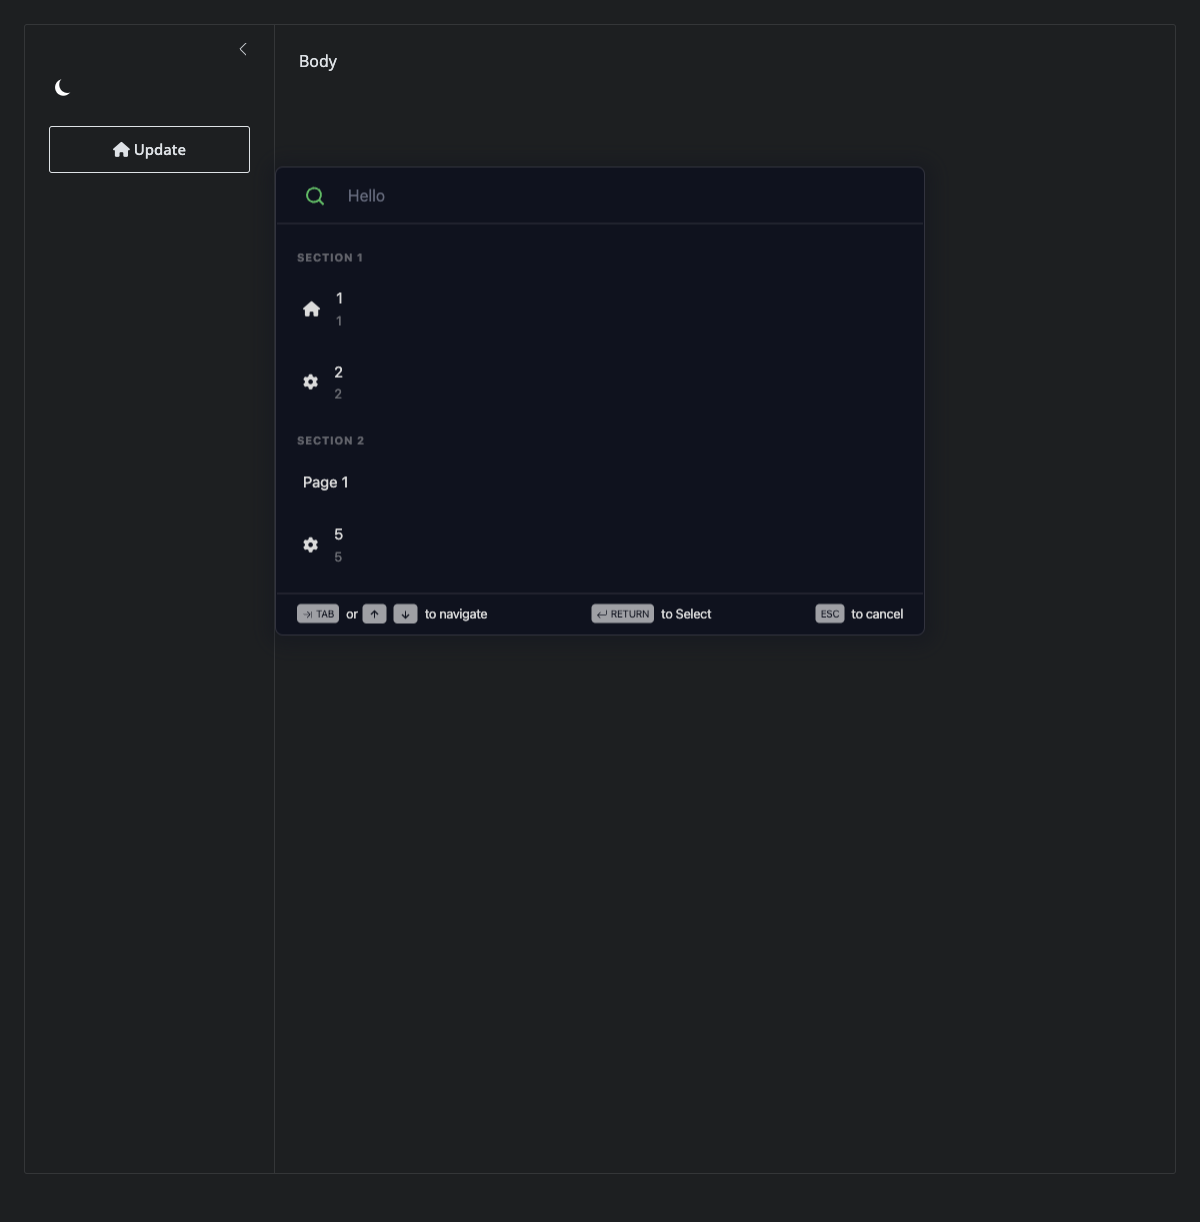 Body
Update
Hello
SECTION 1
1
1
2
2
SECTION 2
Page 1
5
5
TAB or to navigate RETURN to Select ESC to cancel